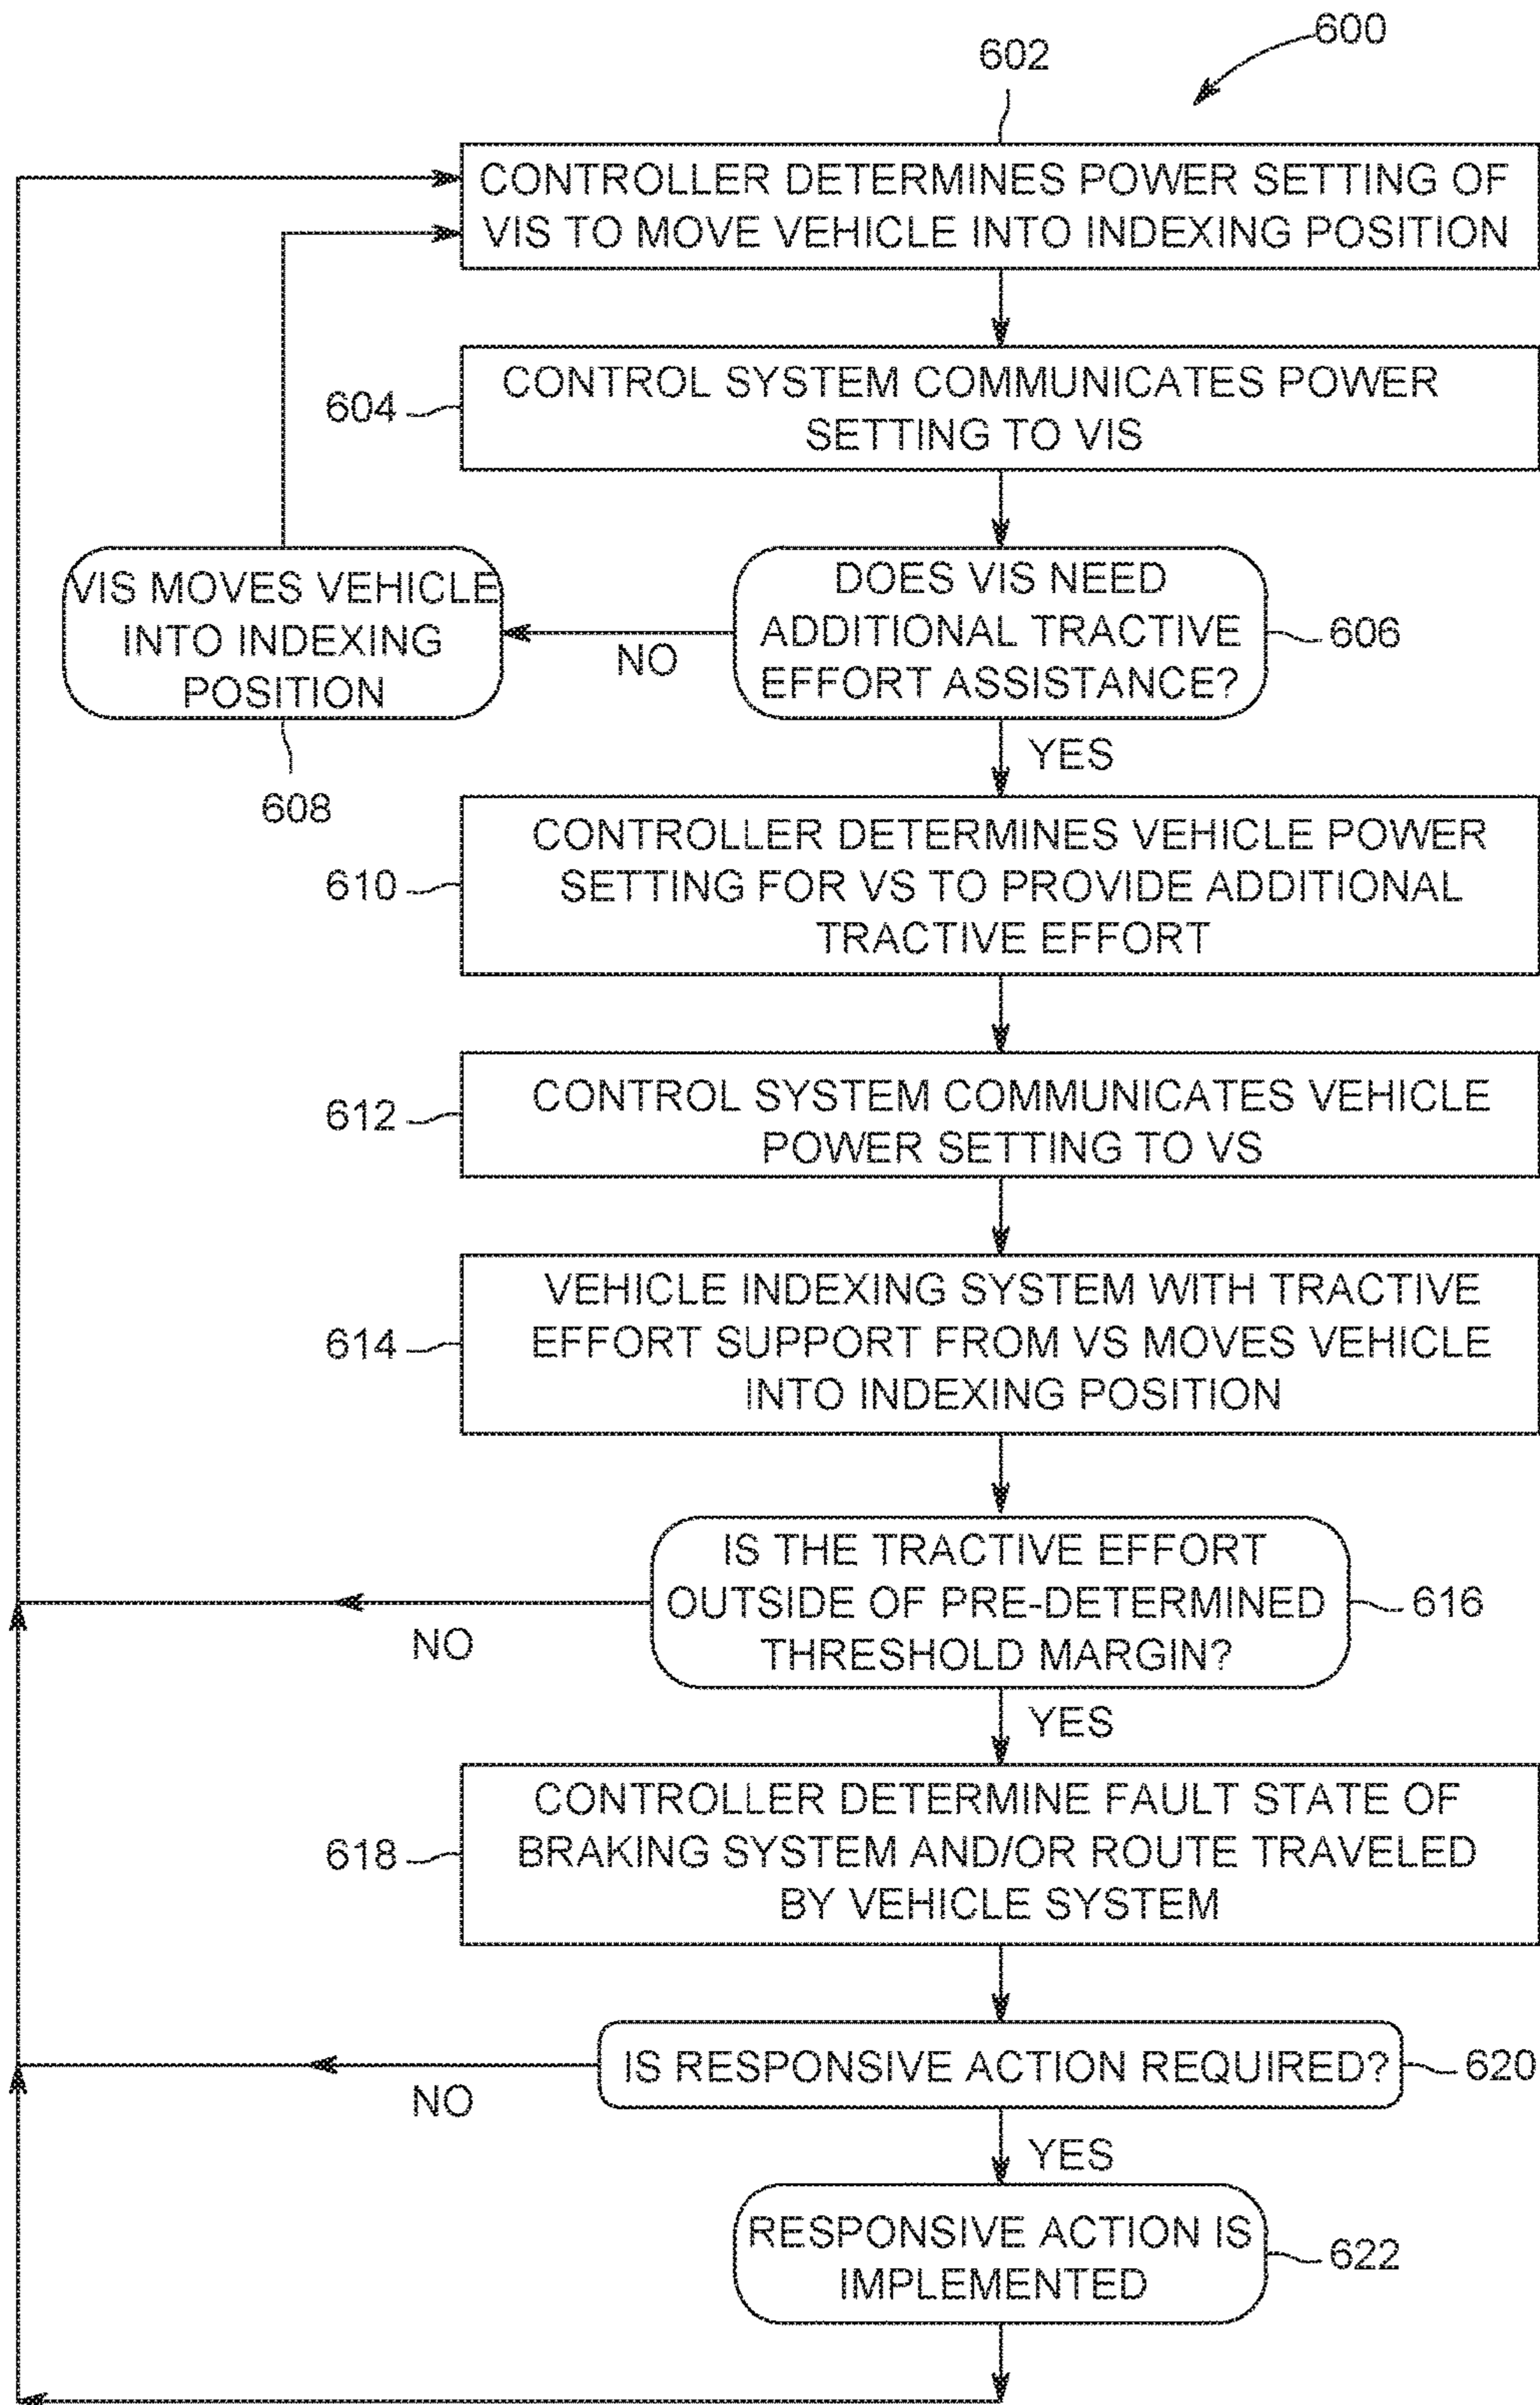 600
602
CONTROLLER DETERMINES POWER SETTING OF
VIS TO MOVE VEHICLE INTO INDEXING POSITION
604
CONTROL SYSTEM COMMUNICATES POWER
SETTING TO VIS
VIS MOVES VEHICLE
INTO INDEXING
POSITION
608
NO
DOES VIS NEED
ADDITIONAL TRACTIVE
EFFORT ASSISTANCE?
606
YES
610
CONTROLLER DETERMINES VEHICLE POWER
SETTING FOR VS TO PROVIDE ADDITIONAL
TRACTIVE EFFORT
612
CONTROL SYSTEM COMMUNICATES VEHICLE
POWER SETTING TO VS
614
VEHICLE INDEXING SYSTEM WITH TRACTIVE
EFFORT SUPPORT FROM VS MOVES VEHICLE
INTO INDEXING POSITION
IS THE TRACTIVE EFFORT
OUTSIDE OF PRE-DETERMINED
THRESHOLD MARGIN?
616
NO
YES
618
CONTROLLER DETERMINE FAULT STATE OF
BRAKING SYSTEM AND/OR ROUTE TRAVELED
BY VEHICLE SYSTEM
IS RESPONSIVE ACTION REQUIRED?
620
NO
YES
RESPONSIVE ACTION IS
IMPLEMENTED
622